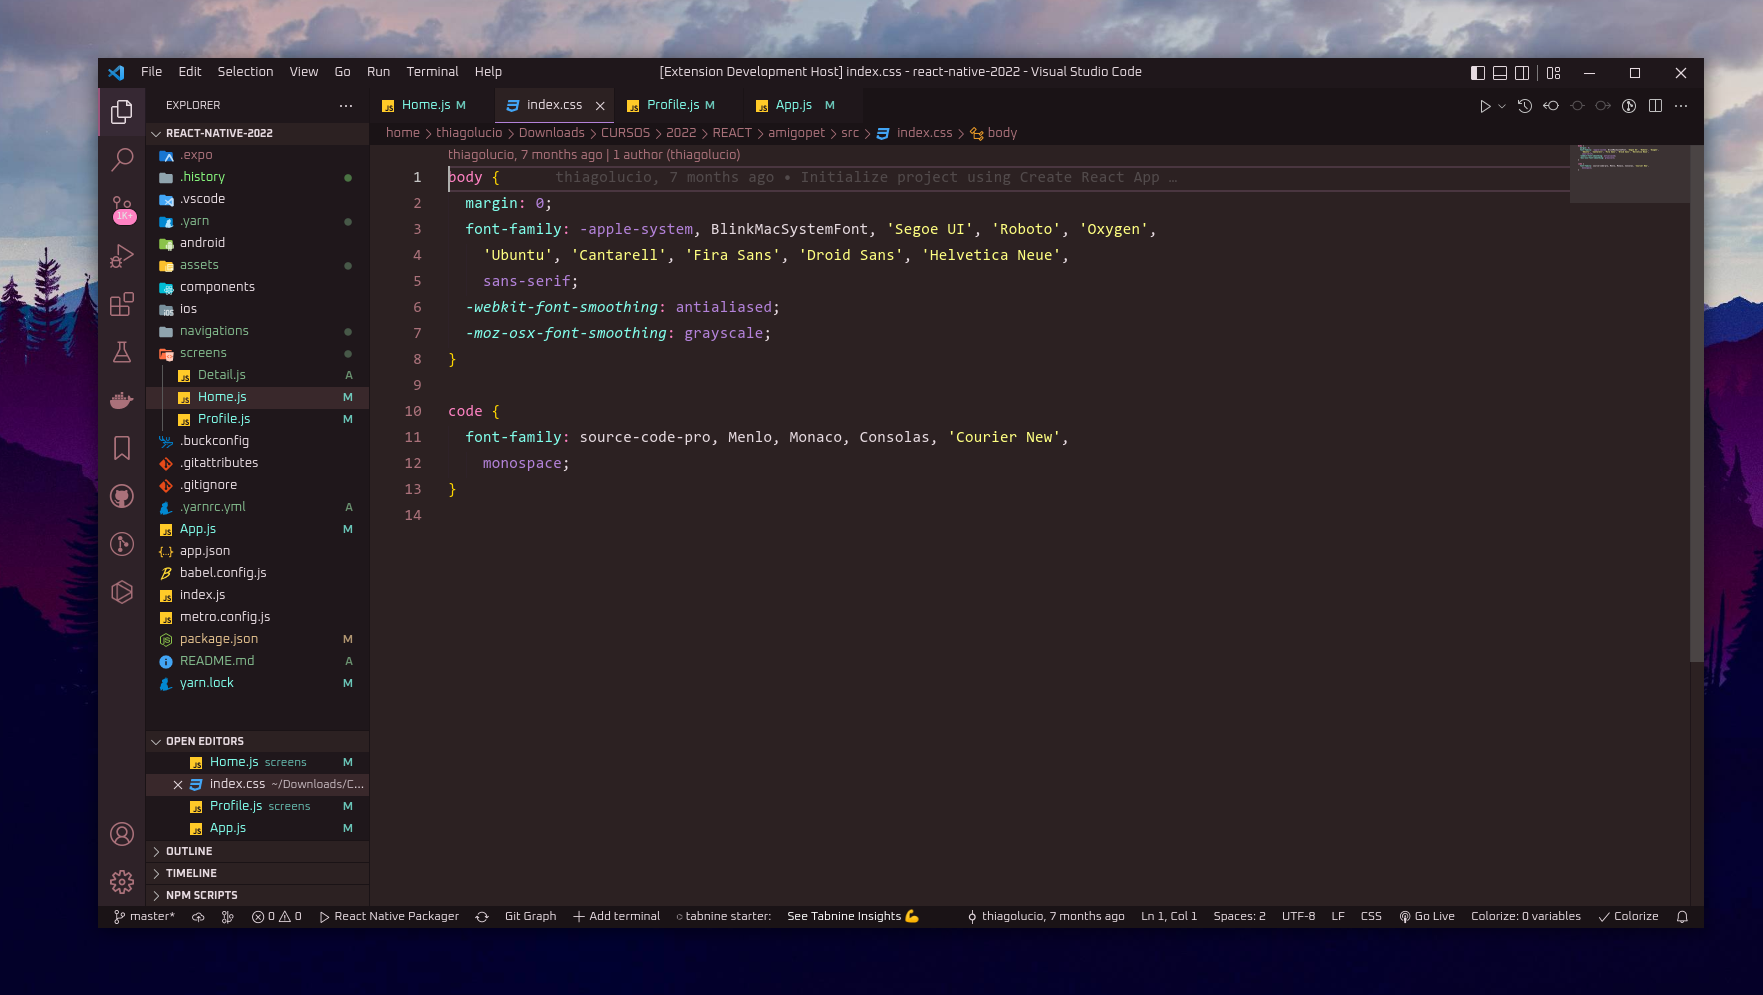 File Edit Selection View Go Run Terminal Help
[Extension Development Host] index.css - react-native-2022 - Visual Studio Code
EXPLORER
Home.js M
index.css
Profile.js M
App.js M
home > thiagolucio > Downloads > CURSOS > 2022 > REACT > amigopet > src > index.css > body
REACT-NATIVE-2022
.expo
.history
.vscode
.yarn
android
assets
components
ios
navigations
screens
Detail.js A
Home.js M
Profile.js M
.buckconfig
.gitattributes
.gitignore
.yarnrc.yml A
App.js M
app.json
babel.config.js
index.js
metro.config.js
package.json M
README.md A
yarn.lock M
1K+
OPEN EDITORS
Home.js screens M
index.css ~/Downloads/C...
Profile.js screens M
App.js M
OUTLINE
TIMELINE
NPM SCRIPTS
thiagolucio, 7 months ago | 1 author (thiagolucio)
1 body { thiagolucio, 7 months ago • Initialize project using Create React App …
2 margin: 0;
3 font-family: -apple-system, BlinkMacSystemFont, 'Segoe UI', 'Roboto', 'Oxygen',
4 'Ubuntu', 'Cantarell', 'Fira Sans', 'Droid Sans', 'Helvetica Neue',
5 sans-serif;
6 -webkit-font-smoothing: antialiased;
7 -moz-osx-font-smoothing: grayscale;
8 }
9
10 code {
11 font-family: source-code-pro, Menlo, Monaco, Consolas, 'Courier New',
12 monospace;
13 }
14
master* 0 0 React Native Packager Git Graph Add terminal tabnine starter: See Tabnine Insights 💪 thiagolucio, 7 months ago Ln 1, Col 1 Spaces: 2 UTF-8 LF CSS Go Live Colorize: 0 variables Colorize